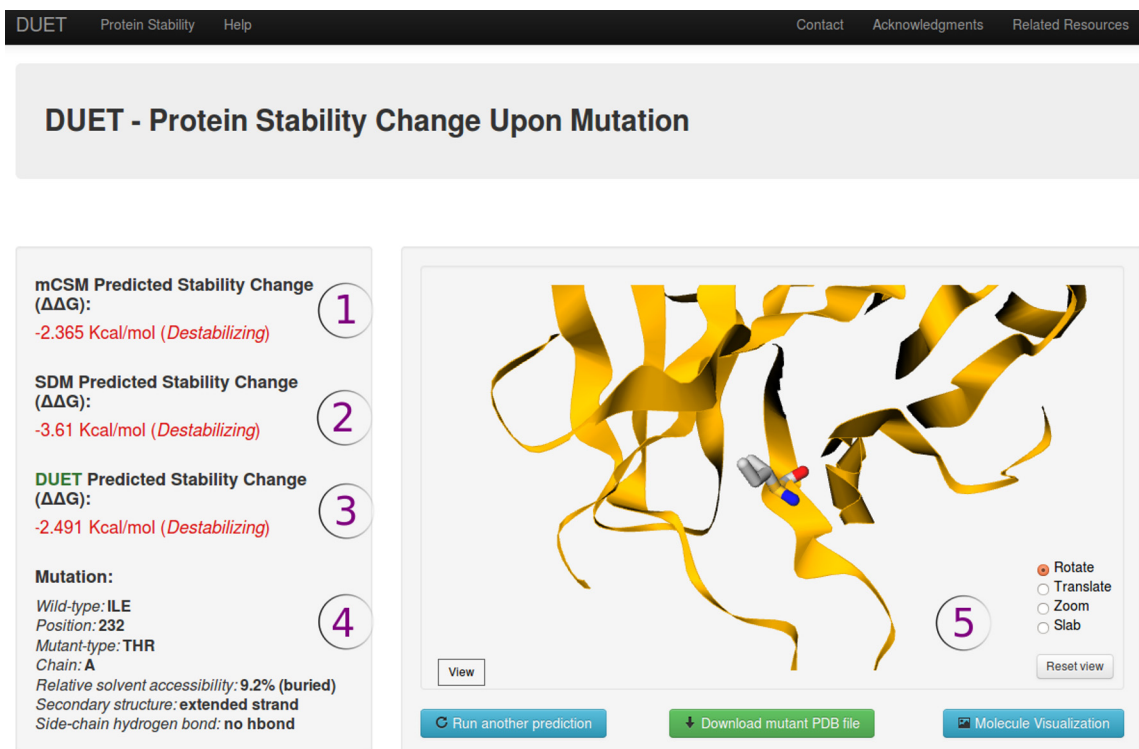 DUET Protein Stability Help Contact Acknowledgments Related Resources
DUET - Protein Stability Change Upon Mutation
mCSM Predicted Stability Change
(ΔΔG):
-2.365 Kcal/mol (Destabilizing)
1
SDM Predicted Stability Change
(ΔΔG):
-3.61 Kcal/mol (Destabilizing)
2
DUET Predicted Stability Change
(ΔΔG):
-2.491 Kcal/mol (Destabilizing)
3
Mutation:
Wild-type: ILE
Position: 232
Mutant-type: THR
Chain: A
Relative solvent accessibility: 9.2% (buried)
Secondary structure: extended strand
Side-chain hydrogen bond: no hbond
4
5
Rotate
Translate
Zoom
Slab
Reset view
View
Run another prediction
Download mutant PDB file
Molecule Visualization